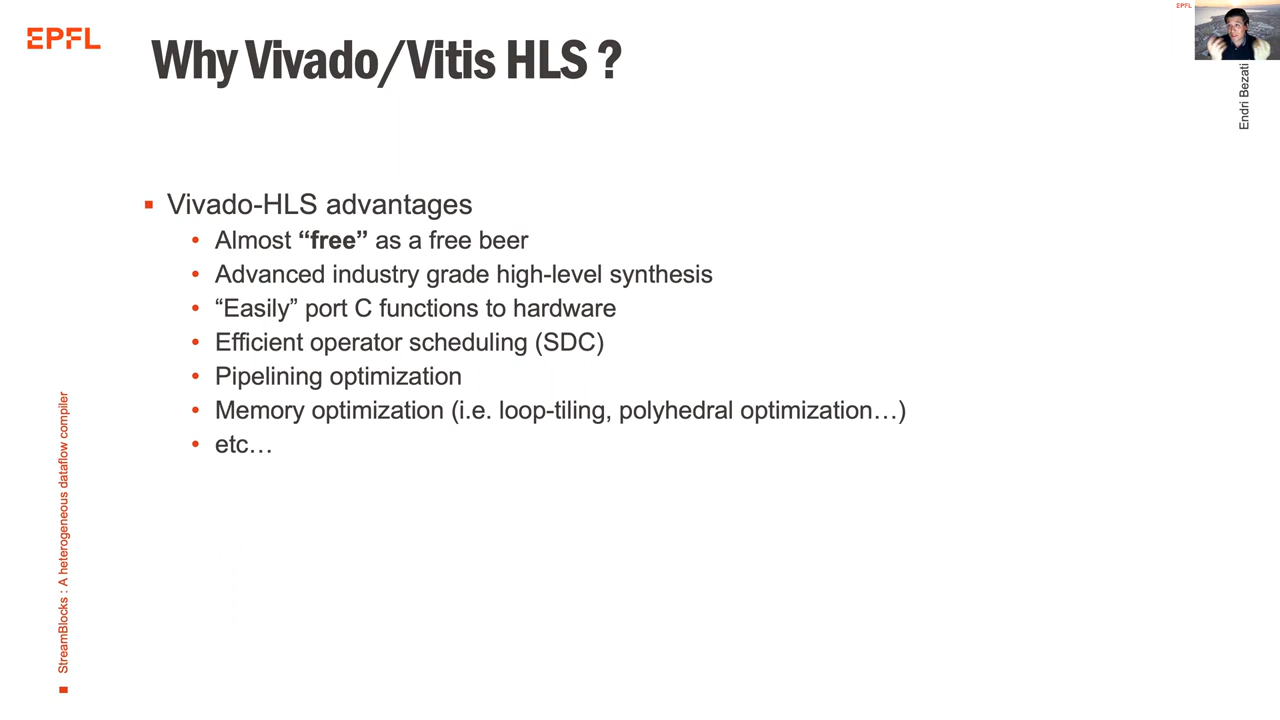 EPFL
Why Vivado/Vitis HLS ?
EPFL
Endri Bezati
▪ Vivado-HLS advantages
• Almost “free” as a free beer
• Advanced industry grade high-level synthesis
• “Easily” port C functions to hardware
• Efficient operator scheduling (SDC)
• Pipelining optimization
• Memory optimization (i.e. loop-tiling, polyhedral optimization…)
• etc…
StreamBlocks : A heterogeneous dataflow compiler